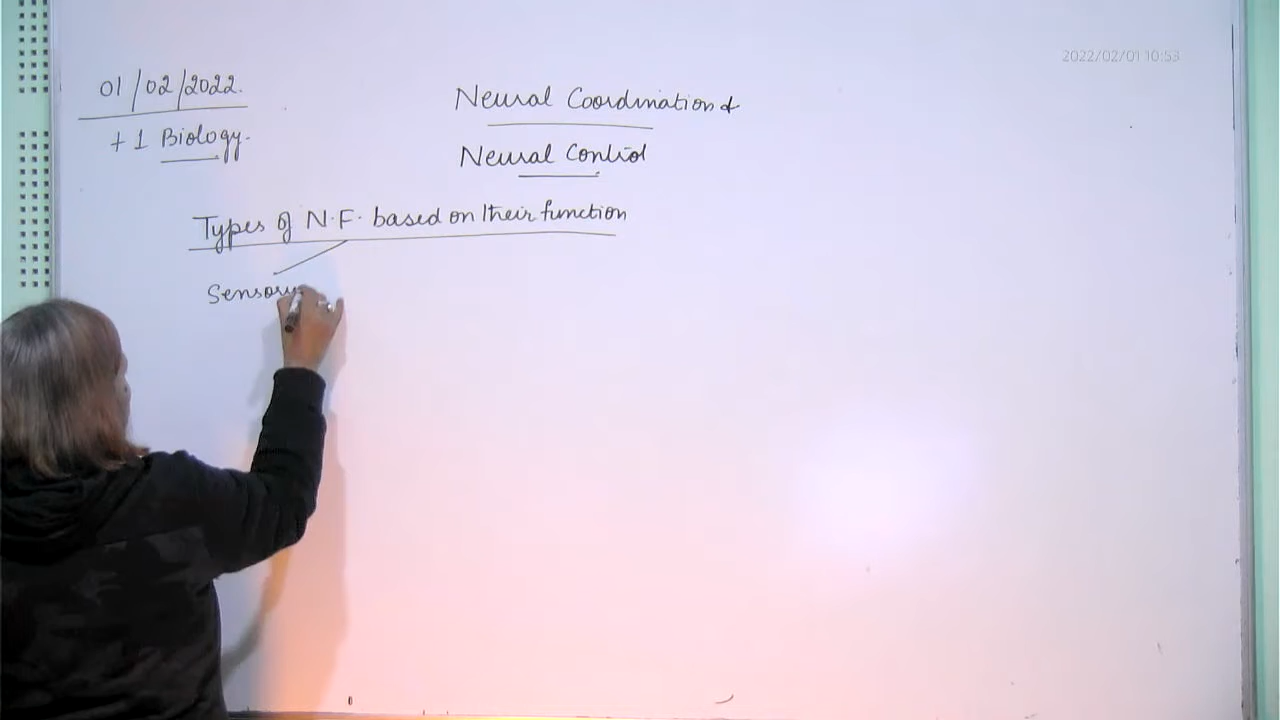 2022/02/01 10:53
01/02/2022.
+1 Biology.
Neural Coordination &
Neural Control
Types of N.F. based on their function
Sensory